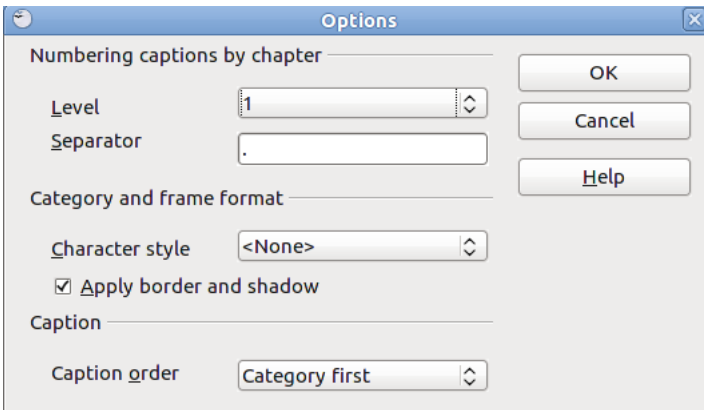 Options
Numbering captions by chapter
OK
Level
1
Cancel
Separator
.
Help
Category and frame format
Character style
<None>
Apply border and shadow
Caption
Caption order
Category first